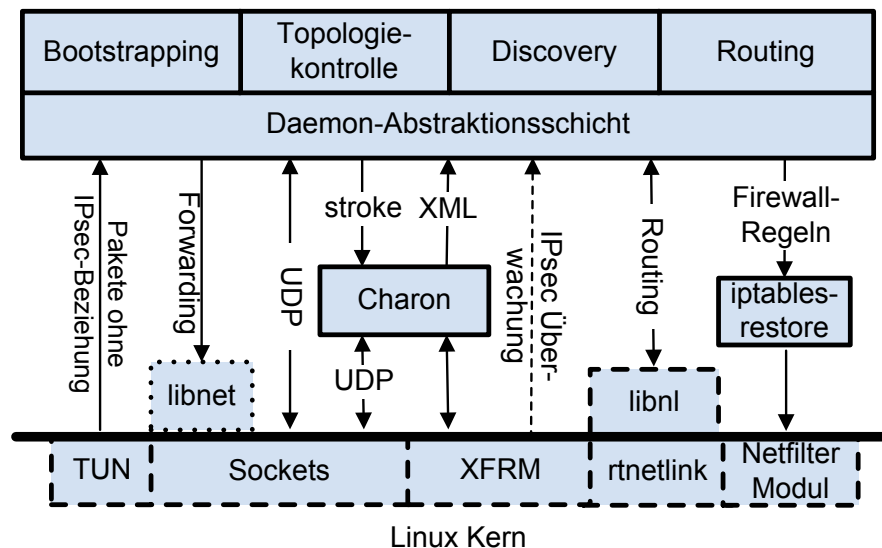 Bootstrapping
Topologie-
kontrolle
Discovery
Routing
Daemon-Abstraktionsschicht
Pakete ohne
IPsec-Beziehung
Forwarding
UDP
stroke
XML
IPsec Über-
wachung
Routing
Firewall-
Regeln
Charon
iptables-
restore
UDP
libnet
libnl
TUN
Sockets
XFRM
rtnetlink
Netfilter
Modul
Linux Kern